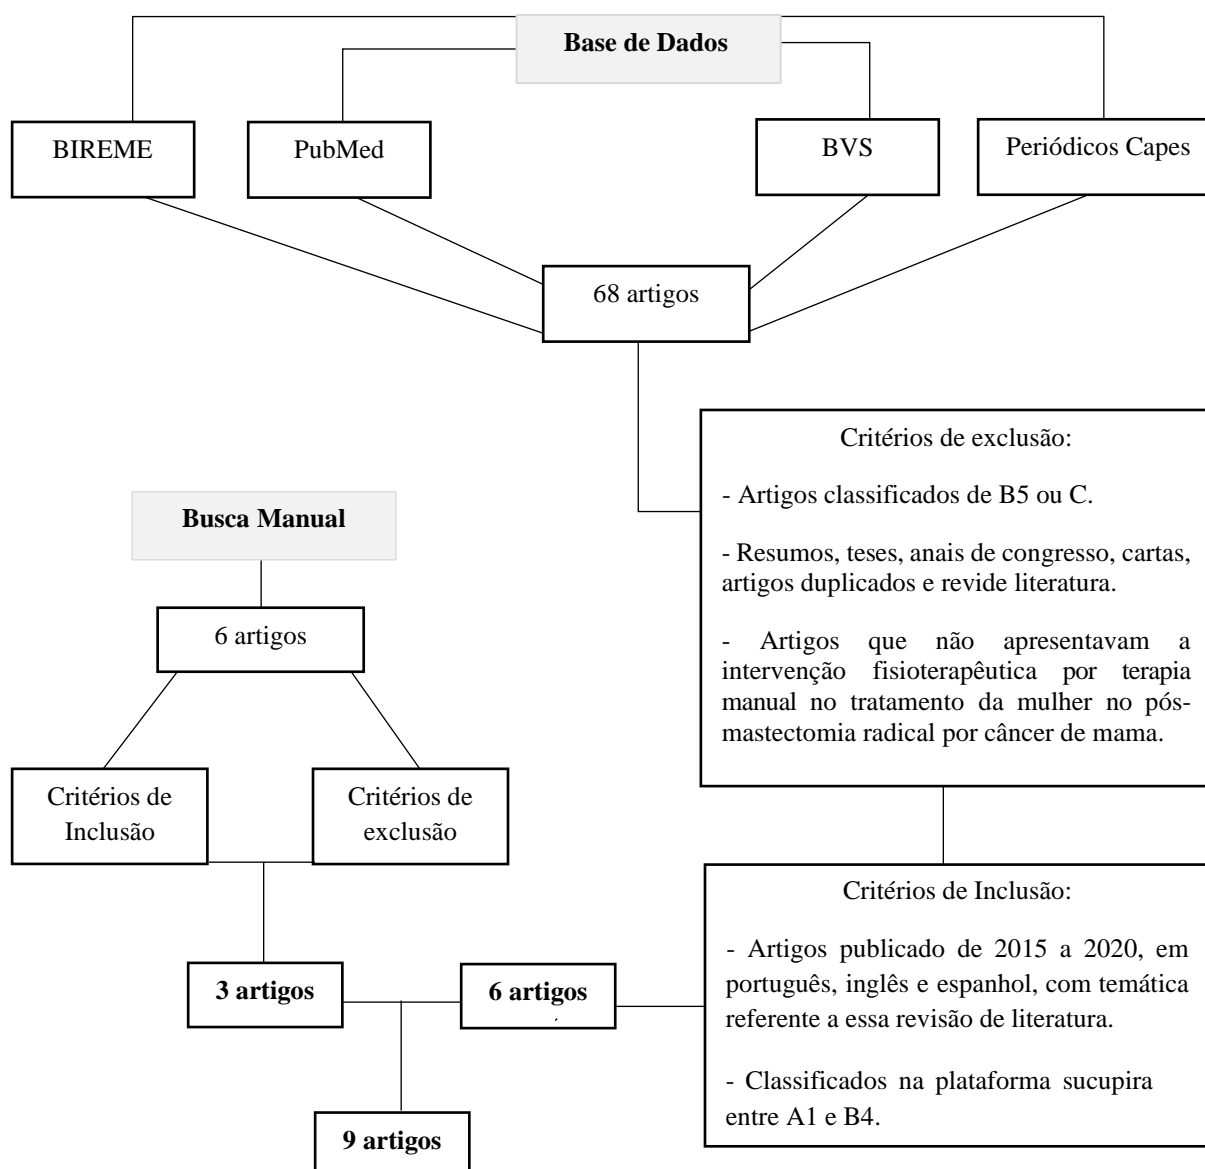 Base de Dados
BIREME
PubMed
BVS
Periódicos Capes
68 artigos
Critérios de exclusão:
- Artigos classificados de B5 ou C.
- Resumos, teses, anais de congresso, cartas,
artigos duplicados e revide literatura.
- Artigos que não apresentavam a
intervenção fisioterapêutica por terapia
manual no tratamento da mulher no pós-
mastectomia radical por câncer de mama.
Busca Manual
6 artigos
Critérios de
Inclusão
Critérios de
exclusão
Critérios de Inclusão:
- Artigos publicado de 2015 a 2020, em
português, inglês e espanhol, com temática
referente a essa revisão de literatura.
- Classificados na plataforma sucupira
entre A1 e B4.
3 artigos
6 artigos
9 artigos